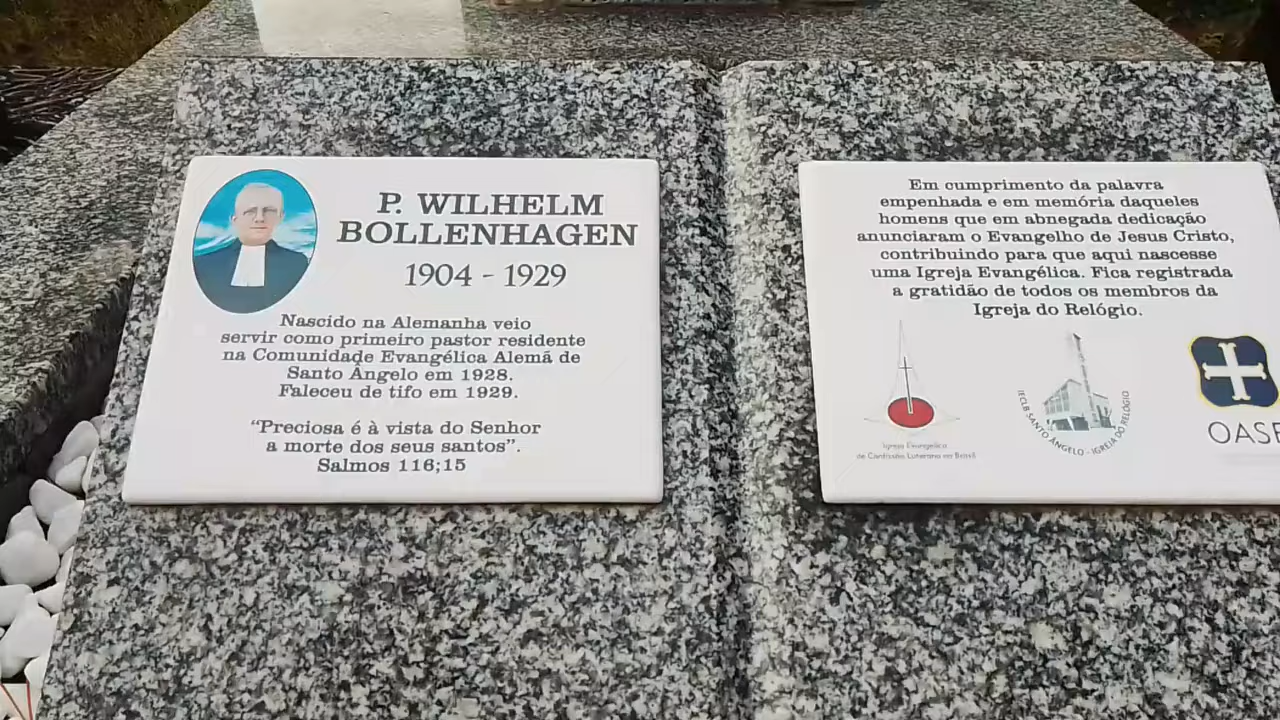 P. WILHELM
BOLLENHAGEN
1904 - 1929
Nascido na Alemanha veio
servir como primeiro pastor residente
na Comunidade Evangélica Alemã de
Santo Ângelo em 1928.
Faleceu de tifo em 1929.
“Preciosa é à vista do Senhor
a morte dos seus santos”.
Salmos 116;15
Em cumprimento da palavra
empenhada e em memória daqueles
homens que em abnegada dedicação
anunciaram o Evangelho de Jesus Cristo,
contribuindo para que aqui nascesse
uma Igreja Evangélica. Fica registrada
a gratidão de todos os membros da
Igreja do Relógio.
Igreja Evangélica
de Confissão Luterana no Brasil
IECLB SANTO ÂNGELO - IGREJA DO RELÓGIO
OASE